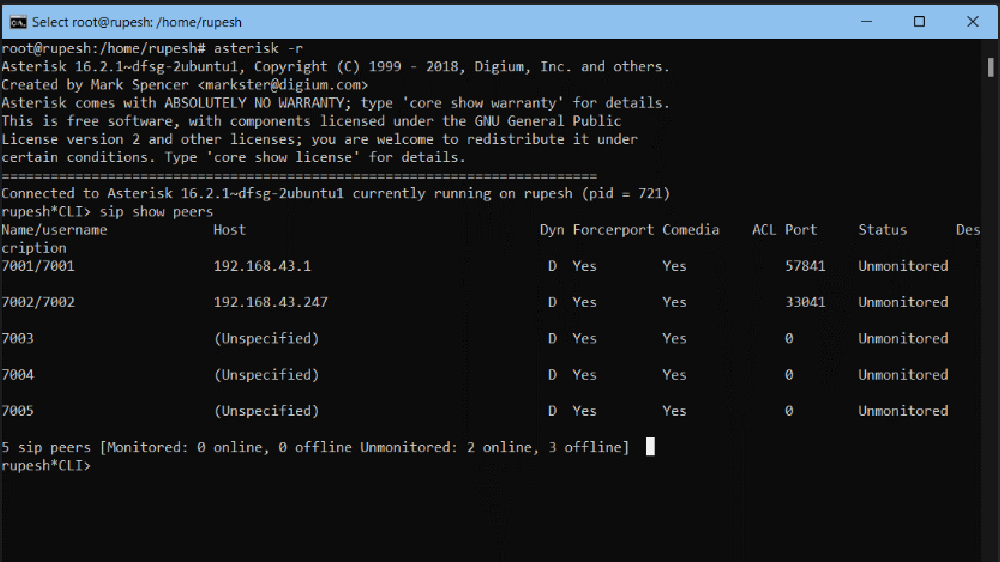 Select root@rupesh: /home/rupesh
root@rupesh:/home/rupesh# asterisk -r
Asterisk 16.2.1~dfsg-2ubuntu1, Copyright (C) 1999 - 2018, Digium, Inc. and others.
Created by Mark Spencer <markster@digium.com>
Asterisk comes with ABSOLUTELY NO WARRANTY; type 'core show warranty' for details.
This is free software, with components licensed under the GNU General Public
License version 2 and other licenses; you are welcome to redistribute it under
certain conditions. Type 'core show license' for details.
=========================================================================
Connected to Asterisk 16.2.1~dfsg-2ubuntu1 currently running on rupesh (pid = 721)
rupesh*CLI> sip show peers
Name/username             Host                                    Dyn Forcerport Comedia    ACL Port     Status      Des
cription
7001/7001                 192.168.43.1                             D  Yes        Yes            57841    Unmonitored
7002/7002                 192.168.43.247                           D  Yes        Yes            33041    Unmonitored
7003                      (Unspecified)                            D  Yes        Yes            0        Unmonitored
7004                      (Unspecified)                            D  Yes        Yes            0        Unmonitored
7005                      (Unspecified)                            D  Yes        Yes            0        Unmonitored
5 sip peers [Monitored: 0 online, 0 offline Unmonitored: 2 online, 3 offline]
rupesh*CLI>